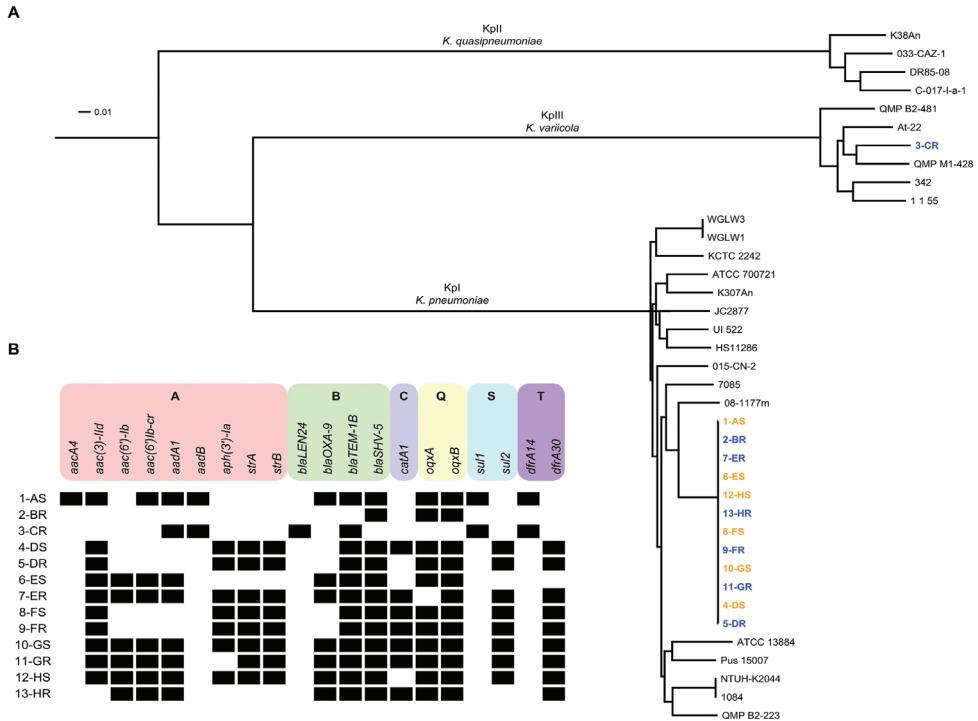 A
KpII
K. quasipneumoniae
K38An
033-CAZ-1
DR85-08
C-017-I-a-1
0.01
KpIII
K. variicola
QMP B2-481
At-22
3-CR
QMP M1-428
342
1 1 55
WGLW3
WGLW1
KCTC 2242
ATCC 700721
K307An
KpI
K. pneumoniae
JC2877
UI 522
HS11286
015-CN-2
7085
08-1177m
1-AS
2-BR
7-ER
6-ES
12-HS
13-HR
8-FS
9-FR
10-GS
11-GR
4-DS
5-DR
ATCC 13884
Pus 15007
NTUH-K2044
1084
QMP B2-223
B
A B C Q S T
aacA4
aac(3)-IId
aac(6')-Ib
aac(6')Ib-cr
aadA1
aadB
aph(3')-Ia
strA
strB
blaLEN24
blaOXA-9
blaTEM-1B
blaSHV-5
catA1
oqxA
oqxB
sul1
sul2
dfrA14
dfrA30
1-AS
2-BR
3-CR
4-DS
5-DR
6-ES
7-ER
8-FS
9-FR
10-GS
11-GR
12-HS
13-HR